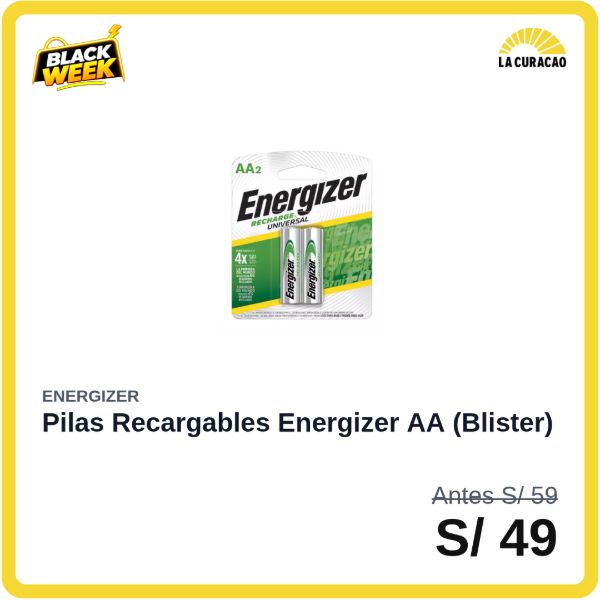 BLACK
WEEK
LA CURACAO
AA2
Energizer
RECHARGE
UNIVERSAL
4x
Energizer
Energizer
ENERGIZER
Pilas Recargables Energizer AA (Blister)
Antes S/ 59
S/ 49